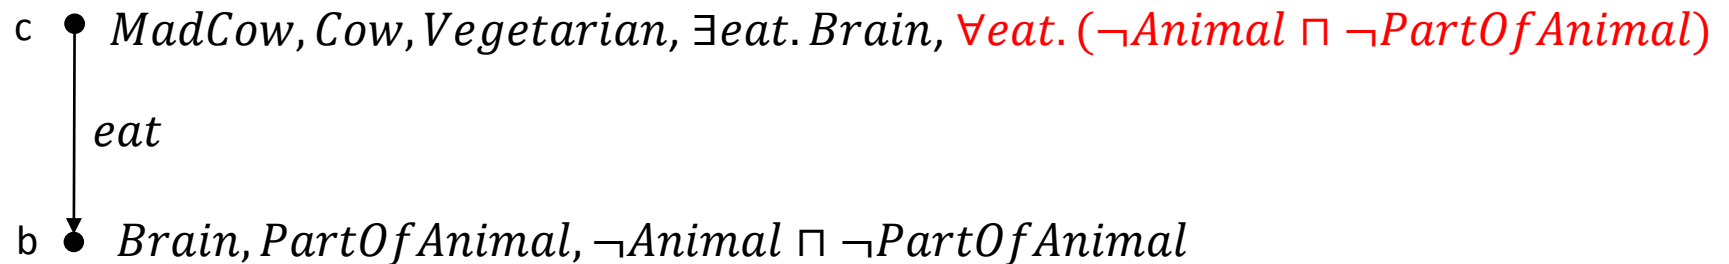 c MadCow, Cow, Vegetarian, ∃eat. Brain, ∀eat. (¬Animal ⊓ ¬PartOfAnimal)
eat
b Brain, PartOfAnimal, ¬Animal ⊓ ¬PartOfAnimal